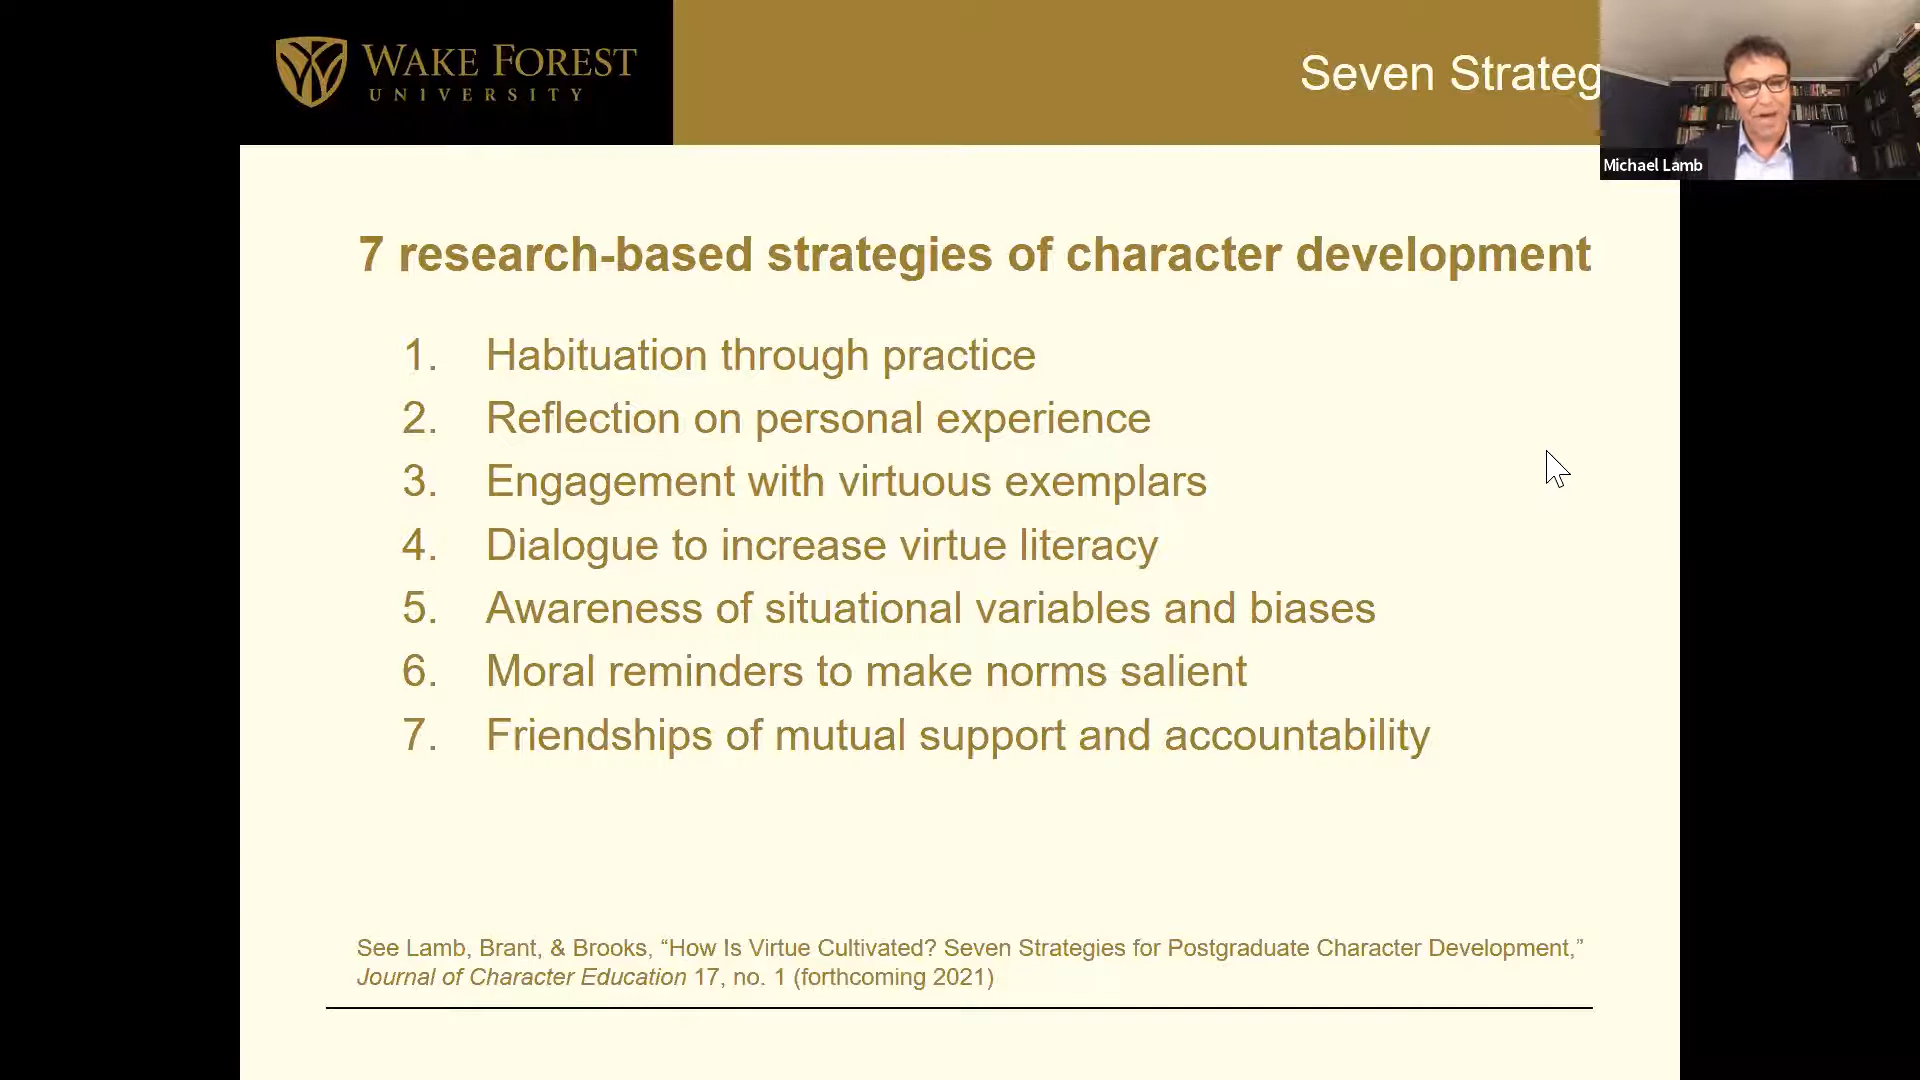 WAKE FOREST
UNIVERSITY
Seven Strateg
Michael Lamb
7 research-based strategies of character development
1. Habituation through practice
2. Reflection on personal experience
3. Engagement with virtuous exemplars
4. Dialogue to increase virtue literacy
5. Awareness of situational variables and biases
6. Moral reminders to make norms salient
7. Friendships of mutual support and accountability
See Lamb, Brant, & Brooks, “How Is Virtue Cultivated? Seven Strategies for Postgraduate Character Development,”
Journal of Character Education 17, no. 1 (forthcoming 2021)